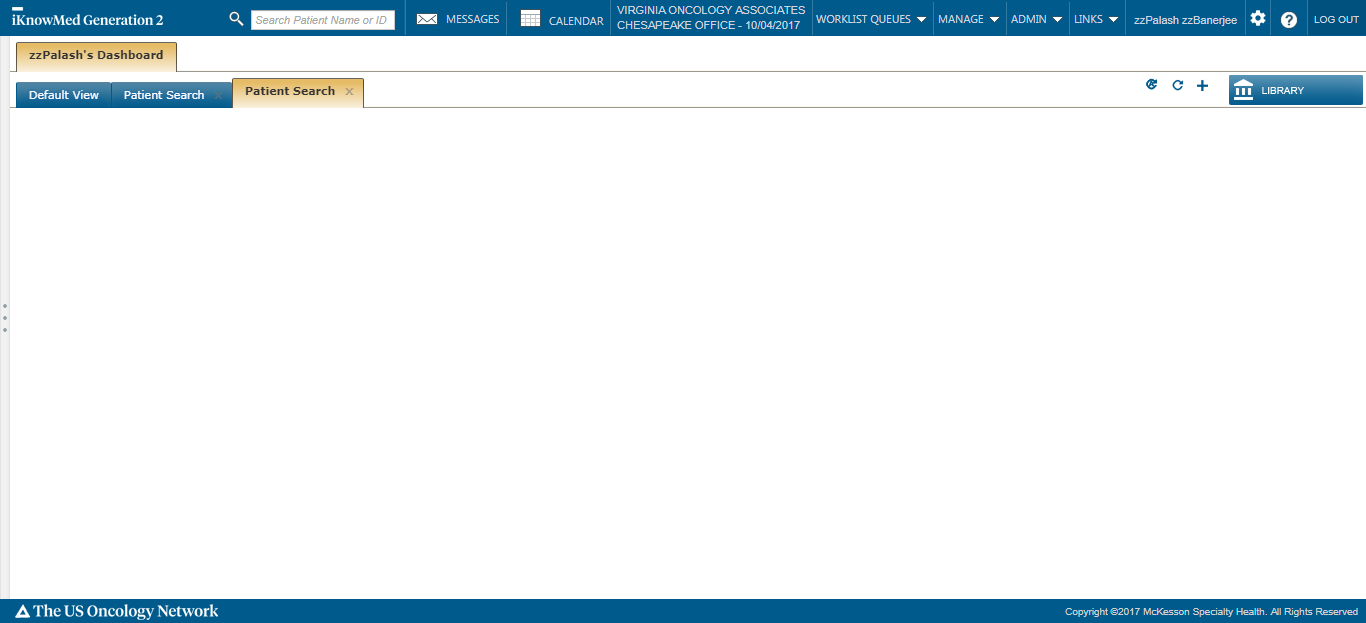 iKnowMed Generation 2
Search Patient Name or ID
MESSAGES
CALENDAR
VIRGINIA ONCOLOGY ASSOCIATES
CHESAPEAKE OFFICE - 10/04/2017
WORKLIST QUEUES
MANAGE
ADMIN
LINKS
zzPalash zzBanerjee
?
LOG OUT
zzPalash's Dashboard
Default View
Patient Search
Patient Search
LIBRARY
The US Oncology Network
Copyright ©2017 McKesson Specialty Health. All Rights Reserved